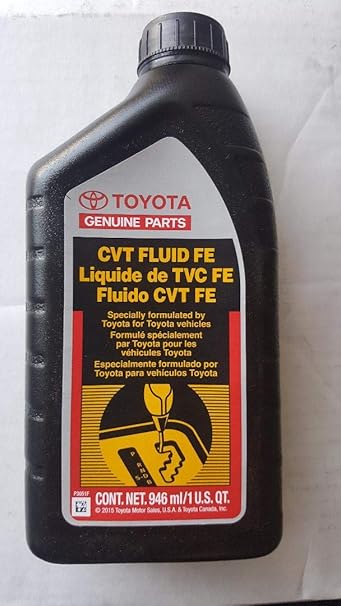 TOYOTA
GENUINE PARTS
CVT FLUID FE
Liquide de TVC FE
Fluido CVT FE
Specially formulated by
Toyota for Toyota vehicles
Formulé spécialement
par Toyota pour les
véhicules Toyota
Especialmente formulado por
Toyota para vehículos Toyota
P
R
N
D
S-D-B
P3051F
CONT. NET. 946 ml/1 U.S. QT.
© 2015 Toyota Motor Sales, U.S.A. & Toyota Canada, Inc.